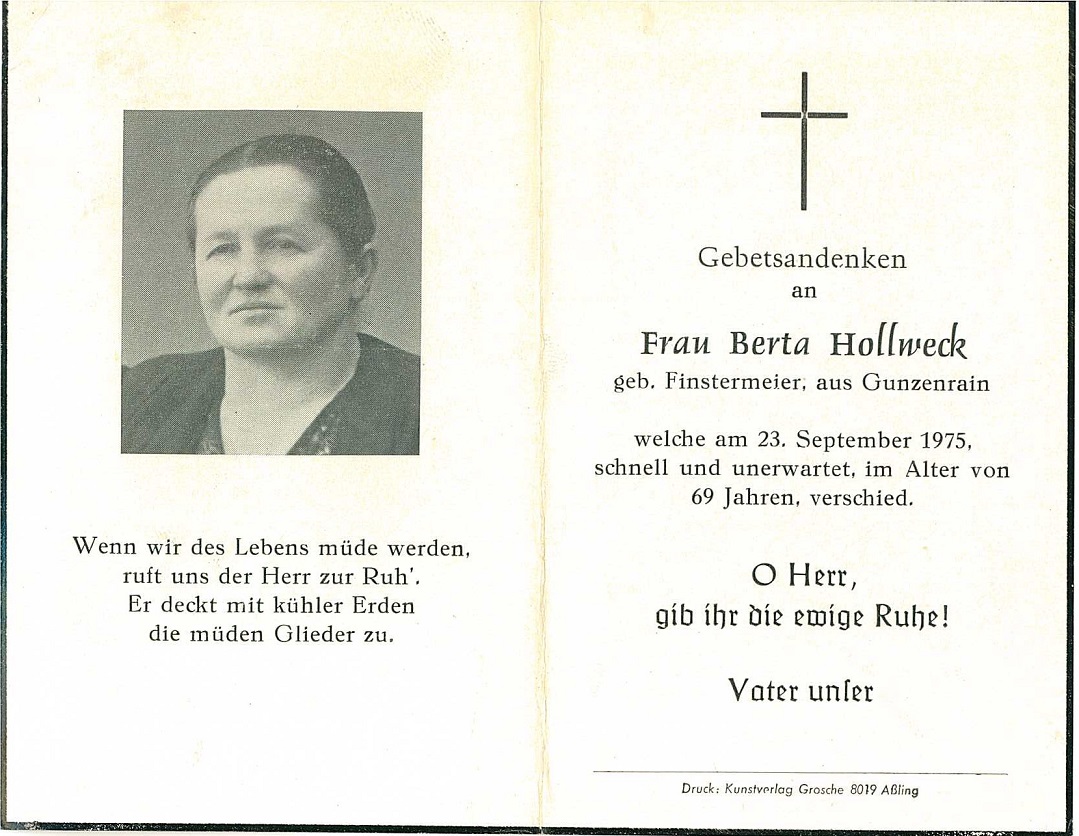 Wenn wir des Lebens müde werden,
ruft uns der Herr zur Ruh'.
Er deckt mit kühler Erden
die müden Glieder zu.
Gebetsandenken
an
Frau Berta Hollweck
geb. Finstermeier, aus Gunzenrain
welche am 23. September 1975,
schnell und unerwartet, im Alter von
69 Jahren, verschied.
O Herr,
gib ihr die ewige Ruhe!
Vater unser
Druck: Kunstverlag Grosche 8019 Aßling